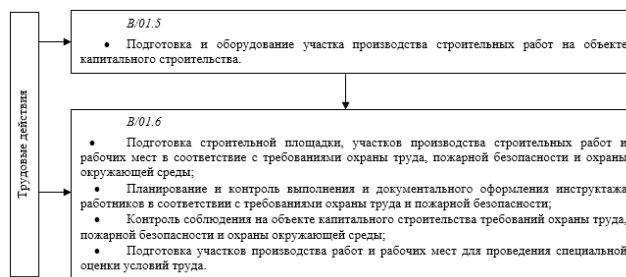 Трудовые действия
B/01.5
• Подготовка и оборудование участка производства строительных работ на объекте
капитального строительства.
B/01.6
• Подготовка строительной площадки, участков производства строительных работ и
рабочих мест в соответствие с требованиями охраны труда, пожарной безопасности и охраны
окружающей среды;
• Планирование и контроль выполнения и документального оформления инструктажа
работников в соответствии с требованиями охраны труда и пожарной безопасности;
• Контроль соблюдения на объекте капитального строительства требований охраны труда,
пожарной безопасности и охраны окружающей среды;
• Подготовка участков производства работ и рабочих мест для проведения специальной
оценки условий труда.